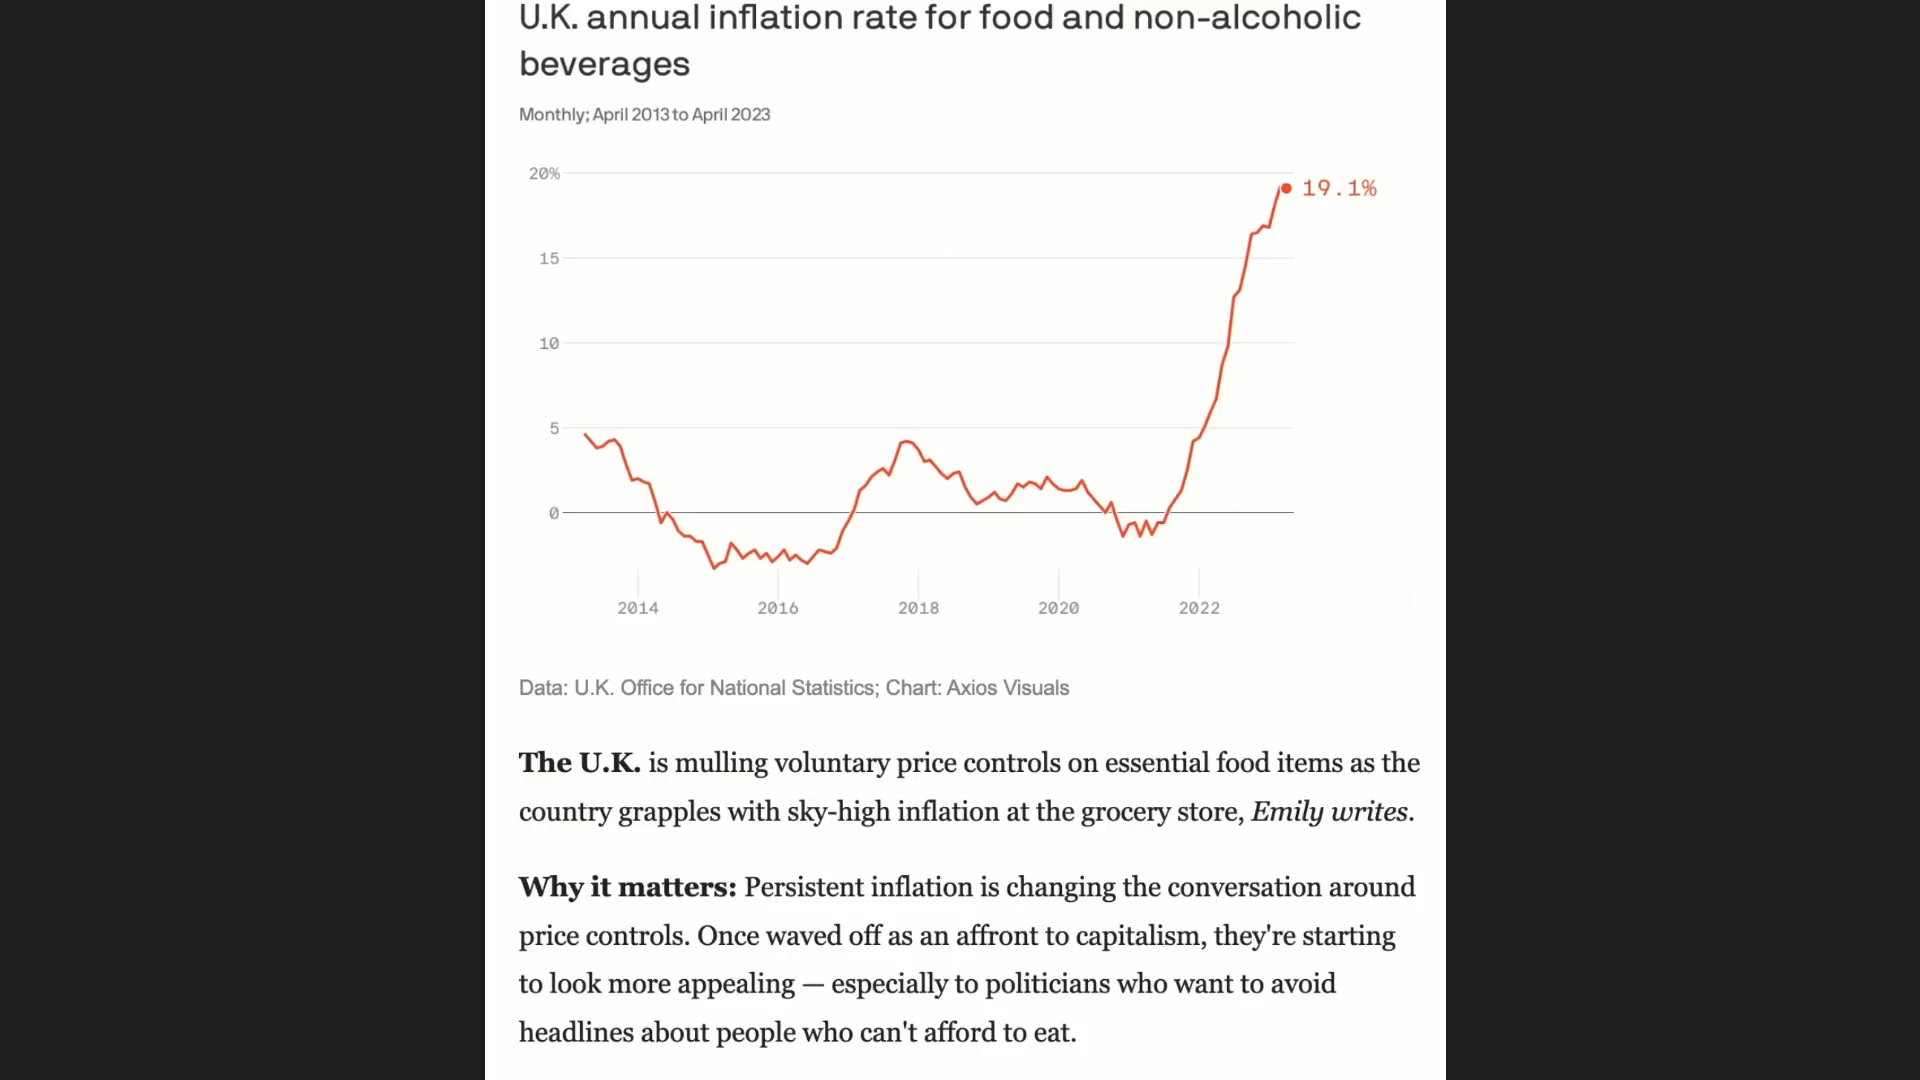 U.K. annual inflation rate for food and non-alcoholic
beverages
Monthly; April 2013 to April 2023
20%
19.1%
15
10
5
0
2014
2016
2018
2020
2022
Data: U.K. Office for National Statistics; Chart: Axios Visuals
The U.K. is mulling voluntary price controls on essential food items as the
country grapples with sky-high inflation at the grocery store, Emily writes.
Why it matters: Persistent inflation is changing the conversation around
price controls. Once waved off as an affront to capitalism, they're starting
to look more appealing — especially to politicians who want to avoid
headlines about people who can't afford to eat.